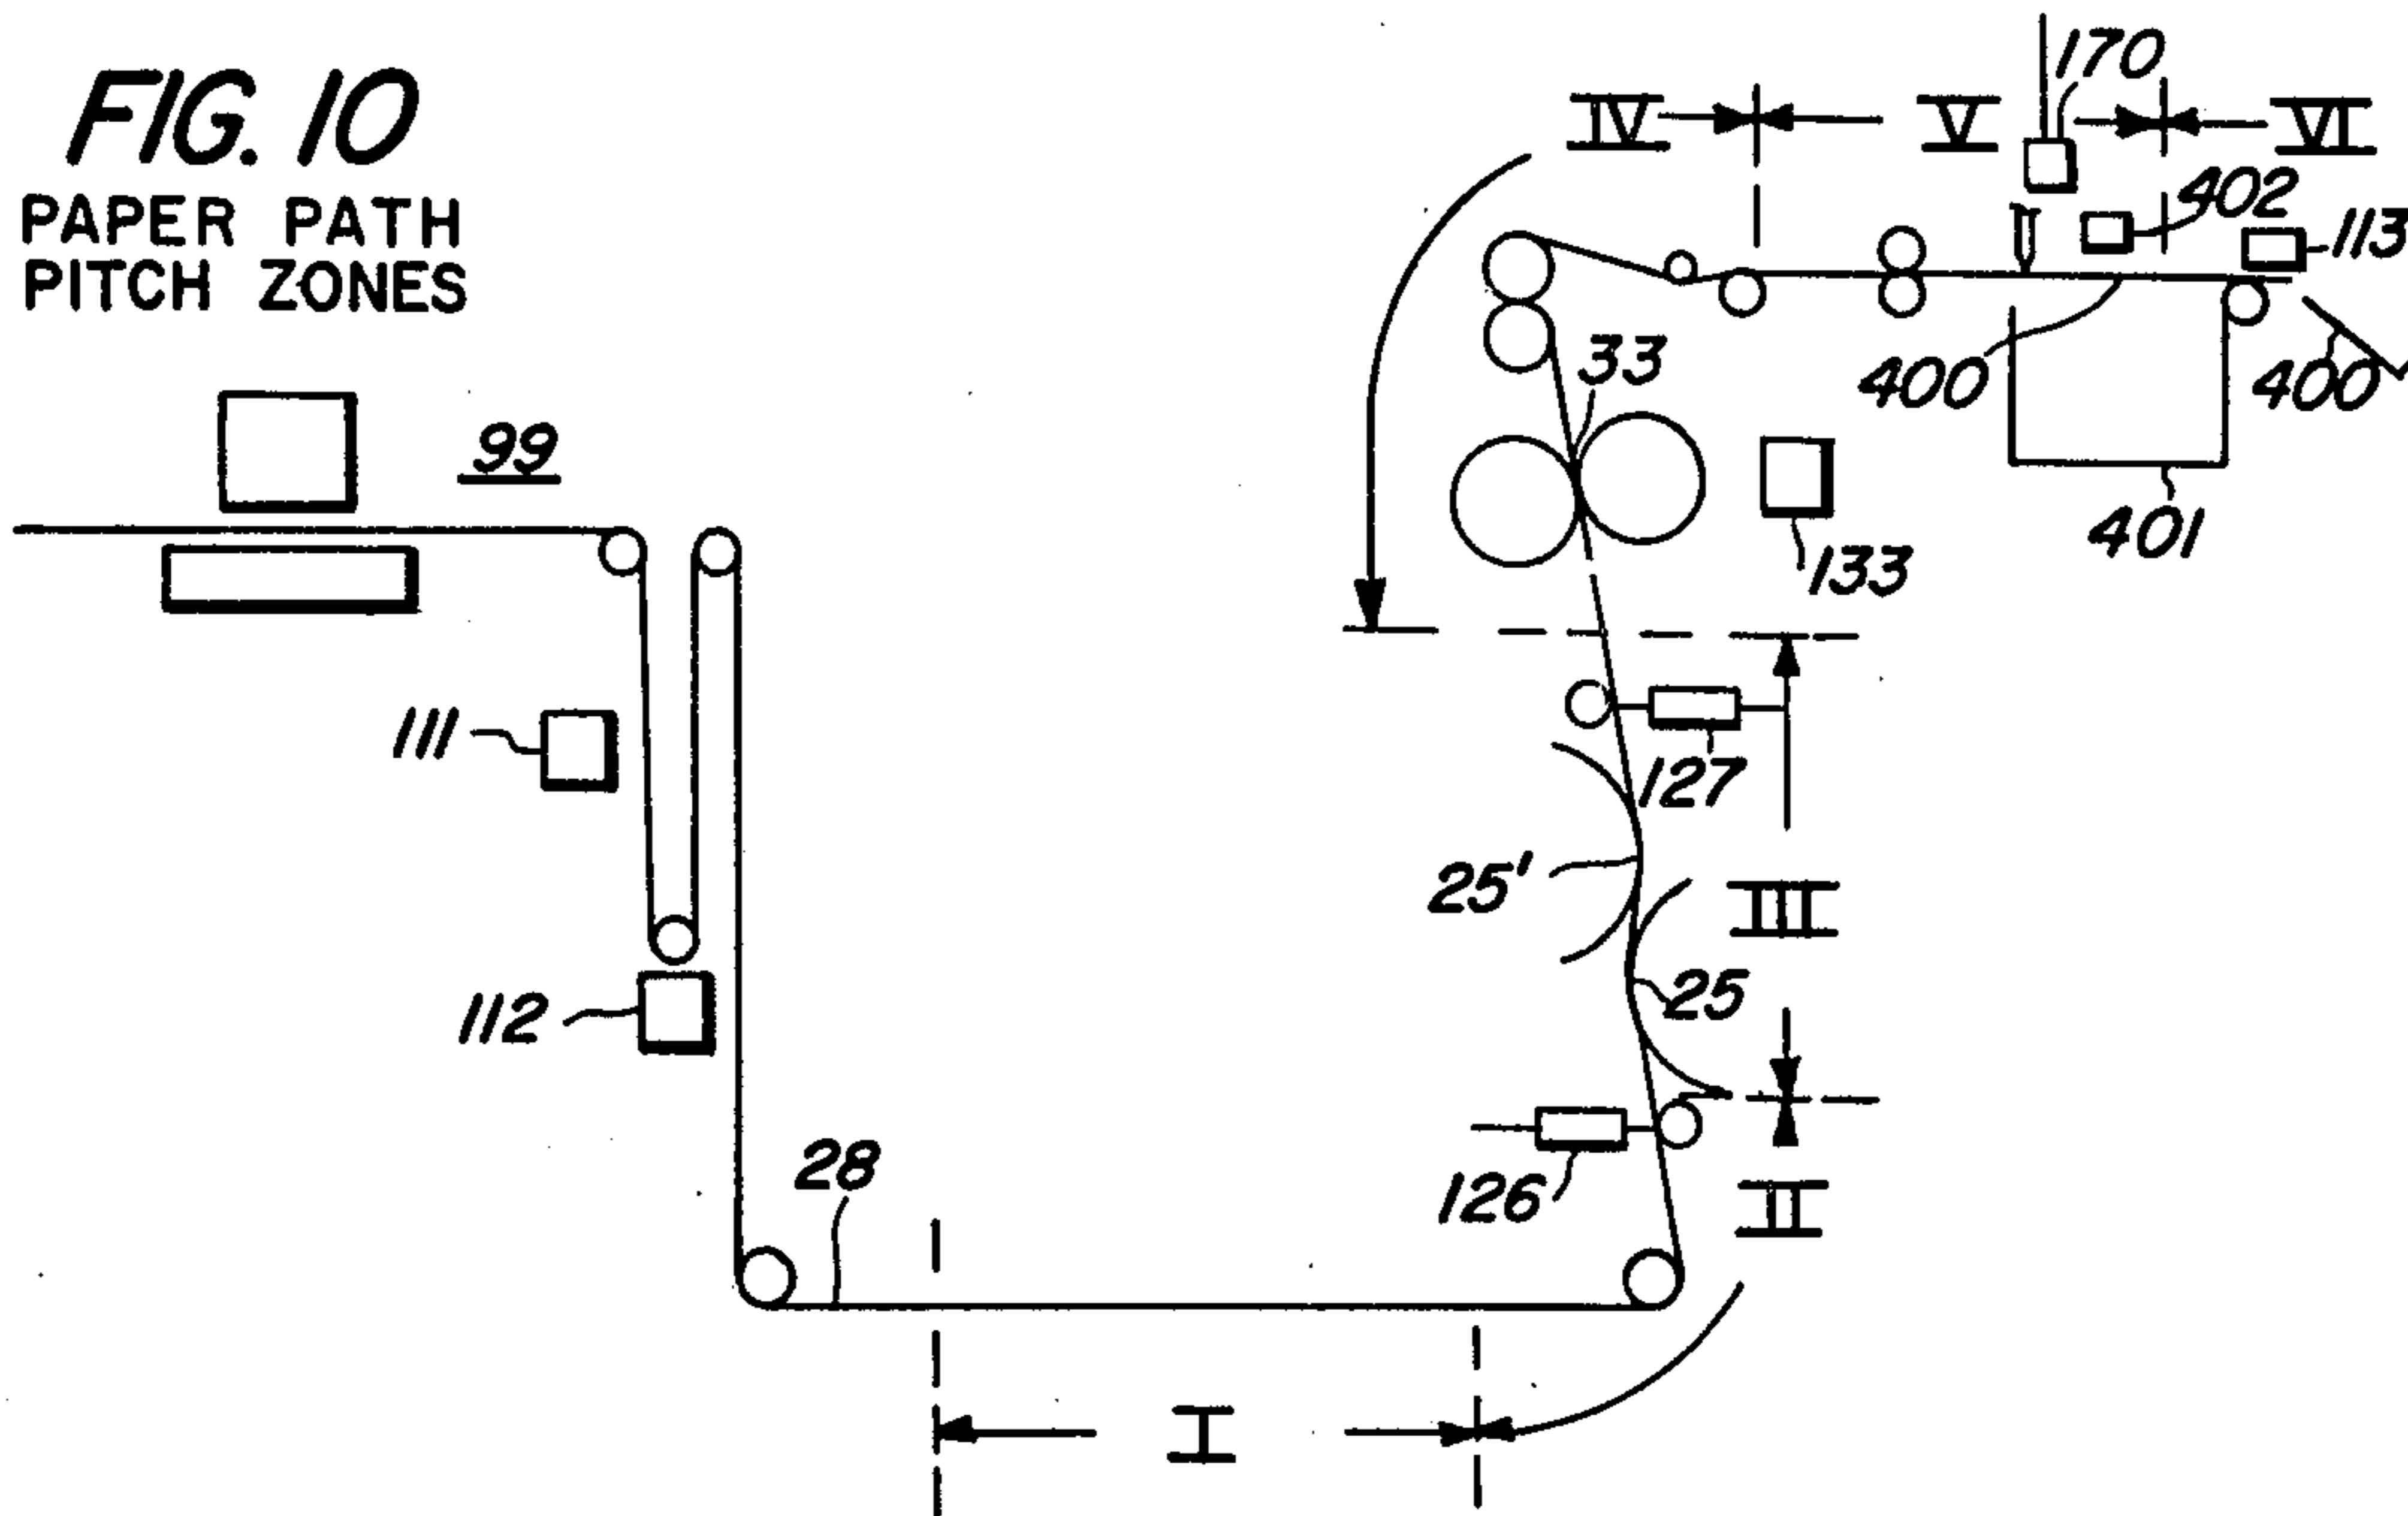 FIG. 10
PAPER PATH
PITCH ZONES
IV
V
170
VI
402
113
33
400
400
99
401
133
111
127
25'
III
25
112
28
126
II
I